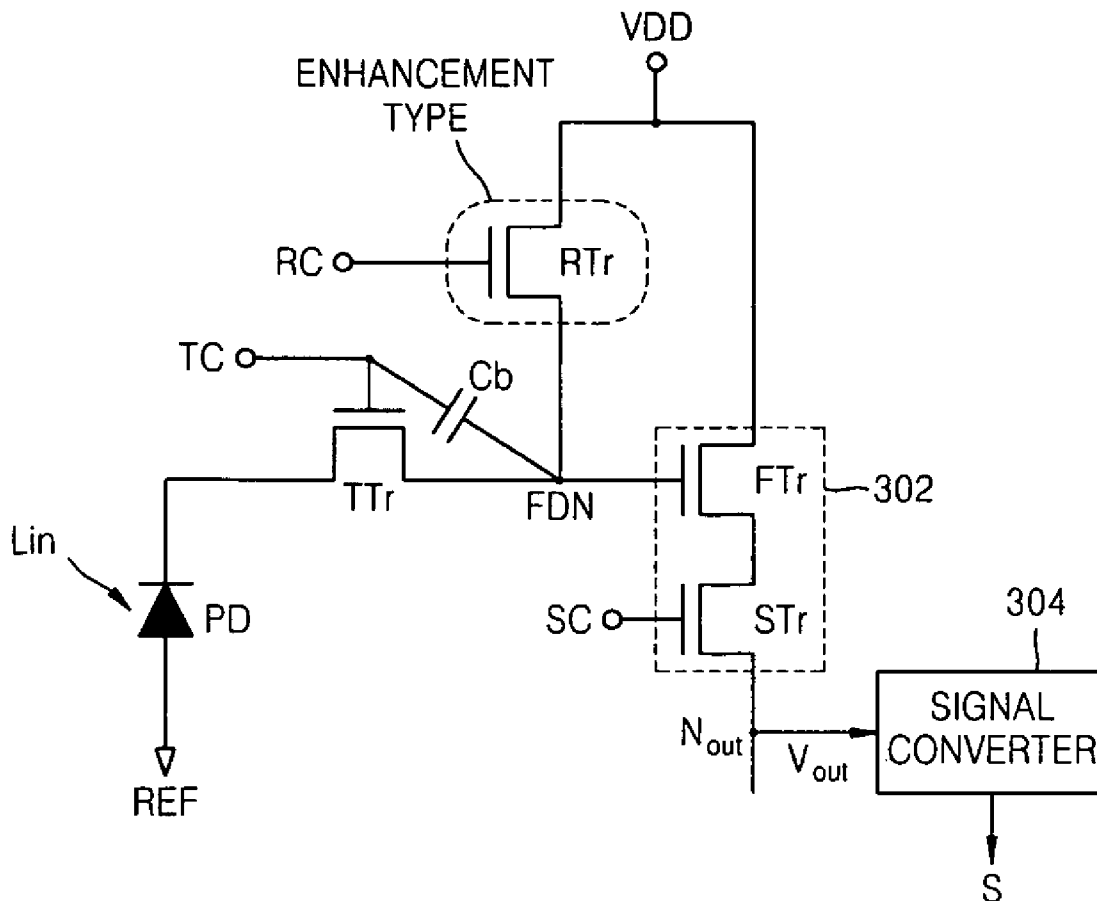 VDD
ENHANCEMENT
TYPE
RC
RTr
TC
Cb
TTr
FDN
FTr
302
Lin
PD
SC
STr
304
REF
Nout
Vout
SIGNAL
CONVERTER
S